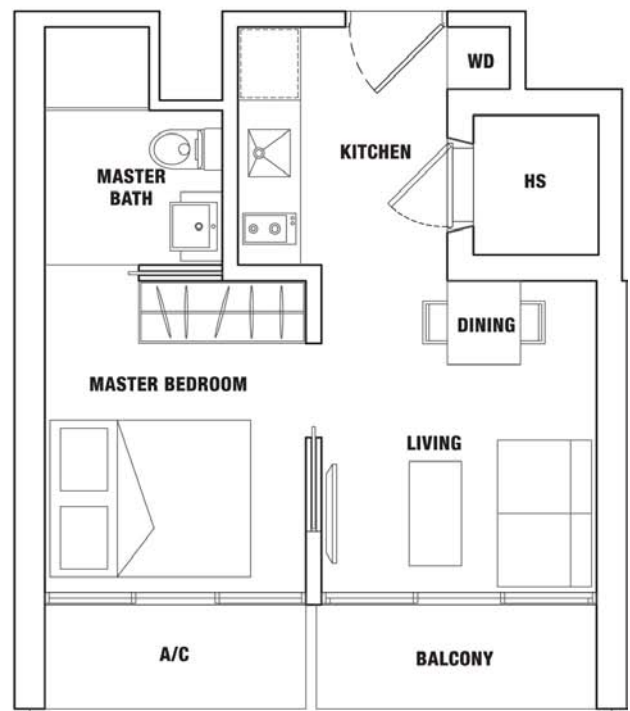 WD
KITCHEN
MASTER
BATH
HS
DINING
MASTER BEDROOM
LIVING
A/C
BALCONY